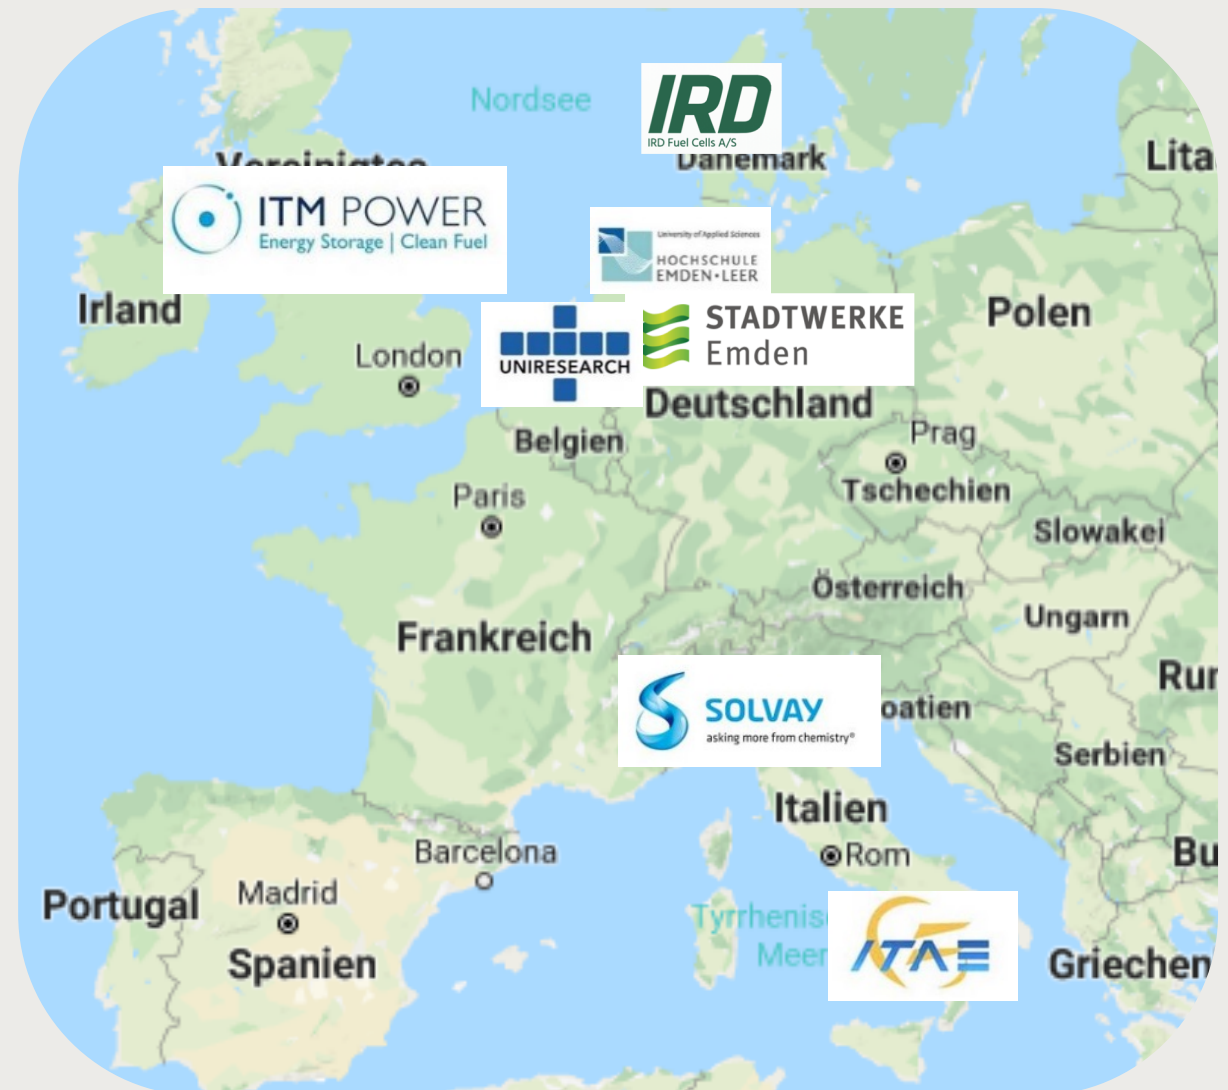 Nordsee
IRD
IRD Fuel Cells A/S
Dänemark
Lita
Vereinigtes
ITM POWER
Energy Storage | Clean Fuel
University of Applied Sciences
HOCHSCHULE
EMDEN•LEER
Irland
Polen
London
UNIRESEARCH
STADTWERKE
Emden
Deutschland
Belgien
Prag
Tschechien
Paris
Slowakei
Österreich
Ungarn
Frankreich
Rur
SOLVAY
asking more from chemistry®
oatien
Serbien
Italien
Rom
Barcelona
Bu
Portugal
Madrid
Spanien
Tyrrhenis
Meer
ITAE
Griechen